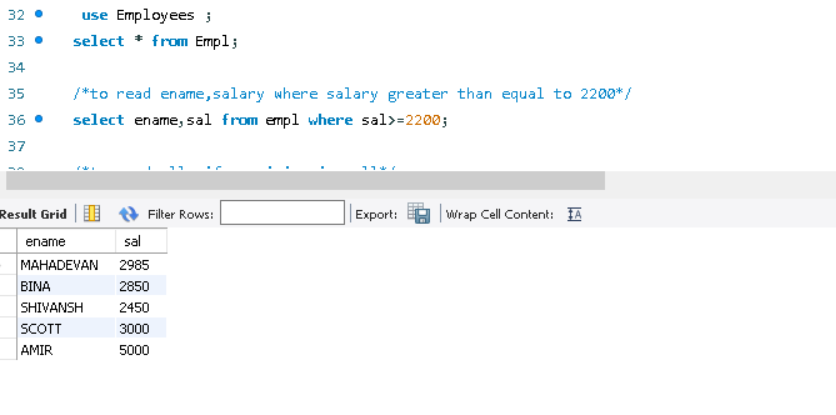 32 use Employees ;
33 select * from Empl;
34
35 /*to read ename,salary where salary greater than equal to 2200*/
36 select ename,sal from empl where sal>=2200;
37
Result Grid Filter Rows: Export: Wrap Cell Content: IA
ename sal
MAHADEVAN 2985
BINA 2850
SHIVANSH 2450
SCOTT 3000
AMIR 5000